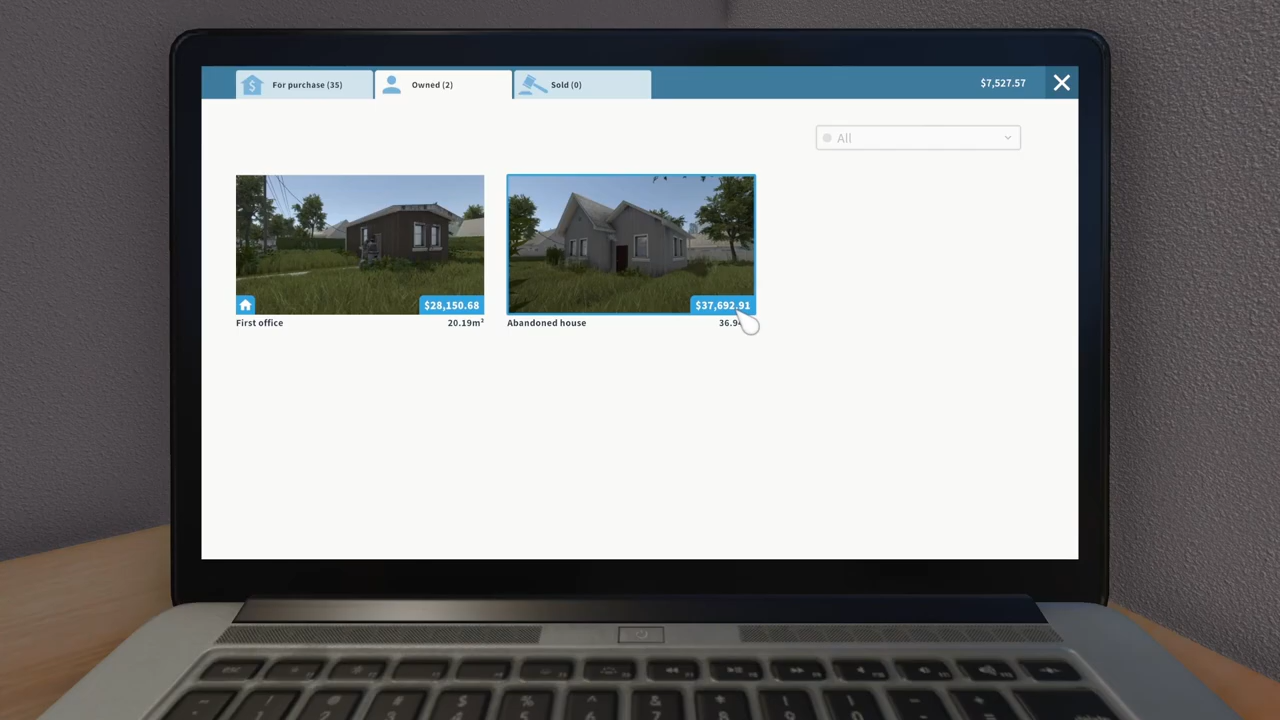 For purchase (35)
Owned (2)
Sold (0)
$7,527.57
All
$28,150.68
$37,692.91
First office
20.19m²
Abandoned house
esc
$
%
^
&
*